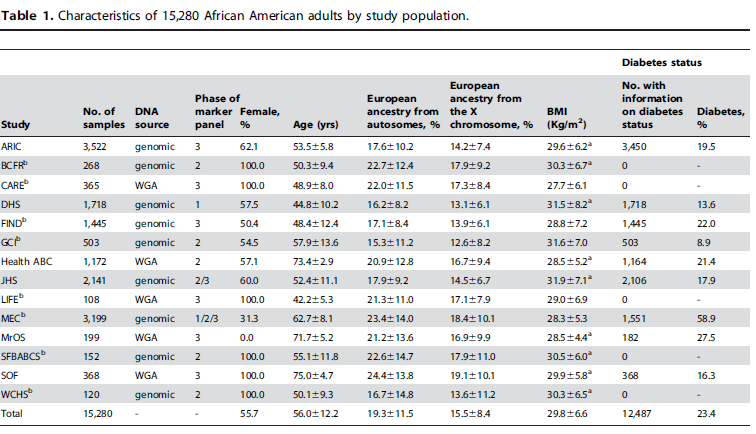 Table 1. Characteristics of 15,280 African American adults by study population.
Diabetes status
Study No. of samples DNA source Phase of marker panel Female, % Age (yrs) European ancestry from autosomes, % European ancestry from the X chromosome, % BMI (Kg/m2) No. with information on diabetes status Diabetes, %
ARIC 3,522 genomic 3 62.1 53.5±5.8 17.6±10.2 14.2±7.4 29.6±6.2a 3,450 19.5
BCFRb 268 genomic 2 100.0 50.3±9.4 22.7±12.4 17.9±9.2 30.3±6.7a 0 -
CAREb 365 WGA 3 100.0 48.9±8.0 22.0±11.5 17.3±8.4 27.7±6.1 0 -
DHS 1,718 genomic 1 57.5 44.8±10.2 16.2±8.2 13.1±6.1 31.5±8.2a 1,718 13.6
FINDb 1,445 genomic 3 50.4 48.4±12.4 17.1±8.4 13.9±6.1 28.8±7.2 1,445 22.0
GCIb 503 genomic 2 54.5 57.9±13.6 15.3±11.2 12.6±8.2 31.6±7.0 503 8.9
Health ABC 1,172 WGA 2 57.1 73.4±2.9 20.9±12.8 16.7±9.4 28.5±5.2a 1,164 21.4
JHS 2,141 genomic 2/3 60.0 52.4±11.1 17.9±9.2 14.5±6.7 31.9±7.1a 2,106 17.9
LIFEb 108 WGA 3 100.0 42.2±5.3 21.3±11.0 17.1±7.9 29.0±6.9 0 -
MECb 3,199 genomic 1/2/3 31.3 62.7±8.1 23.4±14.0 18.4±10.1 28.3±5.3 1,551 58.9
MrOS 199 WGA 3 0.0 71.7±5.2 21.2±13.6 16.9±9.9 28.5±4.4a 182 27.5
SFBABCSb 152 genomic 2 100.0 55.1±11.8 22.6±14.7 17.9±11.0 30.5±6.0a 0 -
SOF 368 WGA 3 100.0 75.0±4.7 24.4±13.8 19.1±10.1 29.9±5.8a 368 16.3
WCHSb 120 genomic 2 100.0 50.1±9.3 16.7±14.8 13.6±11.2 30.3±6.5a 0 -
Total 15,280 - - 55.7 56.0±12.2 19.3±11.5 15.5±8.4 29.8±6.6 12,487 23.4